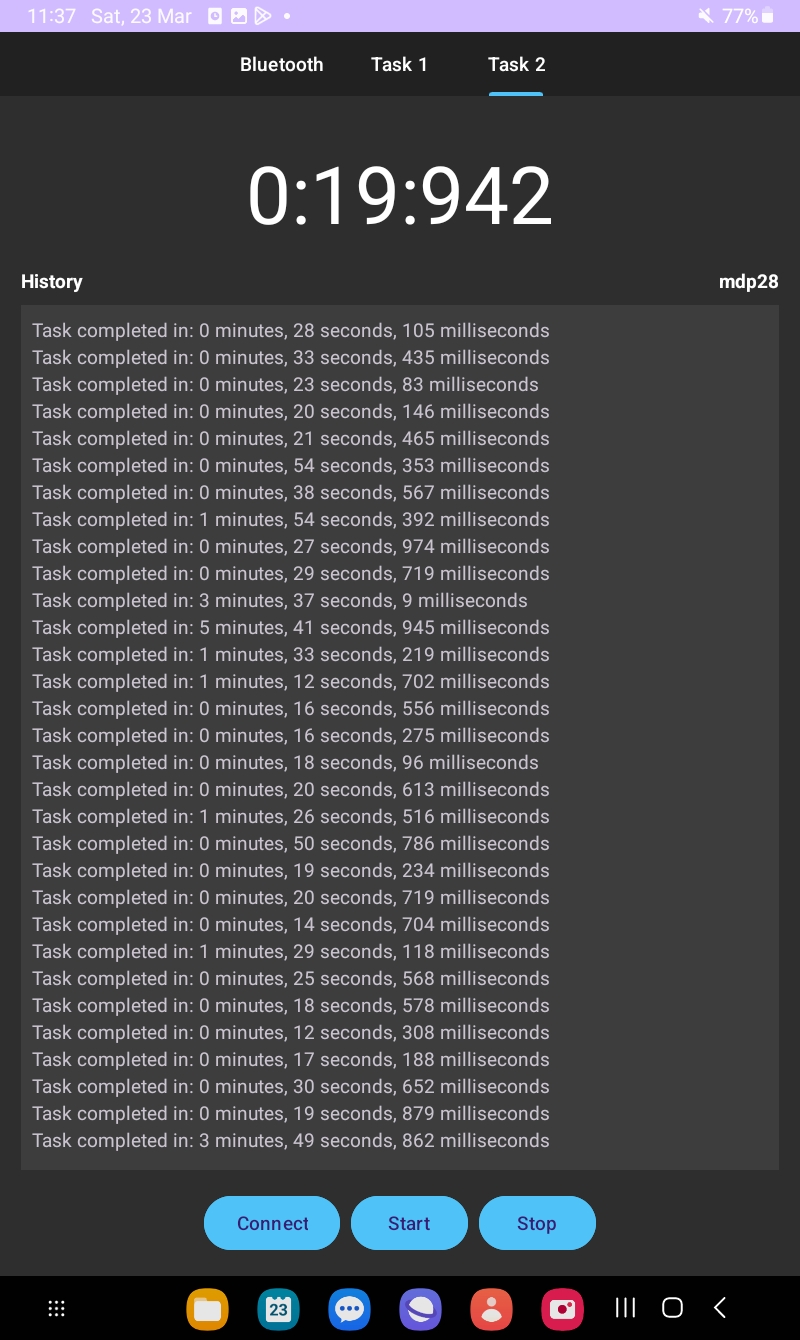 11:37 Sat, 23 Mar 77%
Bluetooth Task 1 Task 2
0:19:942
History mdp28
Task completed in: 0 minutes, 28 seconds, 105 milliseconds
Task completed in: 0 minutes, 33 seconds, 435 milliseconds
Task completed in: 0 minutes, 23 seconds, 83 milliseconds
Task completed in: 0 minutes, 20 seconds, 146 milliseconds
Task completed in: 0 minutes, 21 seconds, 465 milliseconds
Task completed in: 0 minutes, 54 seconds, 353 milliseconds
Task completed in: 0 minutes, 38 seconds, 567 milliseconds
Task completed in: 1 minutes, 54 seconds, 392 milliseconds
Task completed in: 0 minutes, 27 seconds, 974 milliseconds
Task completed in: 0 minutes, 29 seconds, 719 milliseconds
Task completed in: 3 minutes, 37 seconds, 9 milliseconds
Task completed in: 5 minutes, 41 seconds, 945 milliseconds
Task completed in: 1 minutes, 33 seconds, 219 milliseconds
Task completed in: 1 minutes, 12 seconds, 702 milliseconds
Task completed in: 0 minutes, 16 seconds, 556 milliseconds
Task completed in: 0 minutes, 16 seconds, 275 milliseconds
Task completed in: 0 minutes, 18 seconds, 96 milliseconds
Task completed in: 0 minutes, 20 seconds, 613 milliseconds
Task completed in: 1 minutes, 26 seconds, 516 milliseconds
Task completed in: 0 minutes, 50 seconds, 786 milliseconds
Task completed in: 0 minutes, 19 seconds, 234 milliseconds
Task completed in: 0 minutes, 20 seconds, 719 milliseconds
Task completed in: 0 minutes, 14 seconds, 704 milliseconds
Task completed in: 1 minutes, 29 seconds, 118 milliseconds
Task completed in: 0 minutes, 25 seconds, 568 milliseconds
Task completed in: 0 minutes, 18 seconds, 578 milliseconds
Task completed in: 0 minutes, 12 seconds, 308 milliseconds
Task completed in: 0 minutes, 17 seconds, 188 milliseconds
Task completed in: 0 minutes, 30 seconds, 652 milliseconds
Task completed in: 0 minutes, 19 seconds, 879 milliseconds
Task completed in: 3 minutes, 49 seconds, 862 milliseconds
Connect Start Stop
23